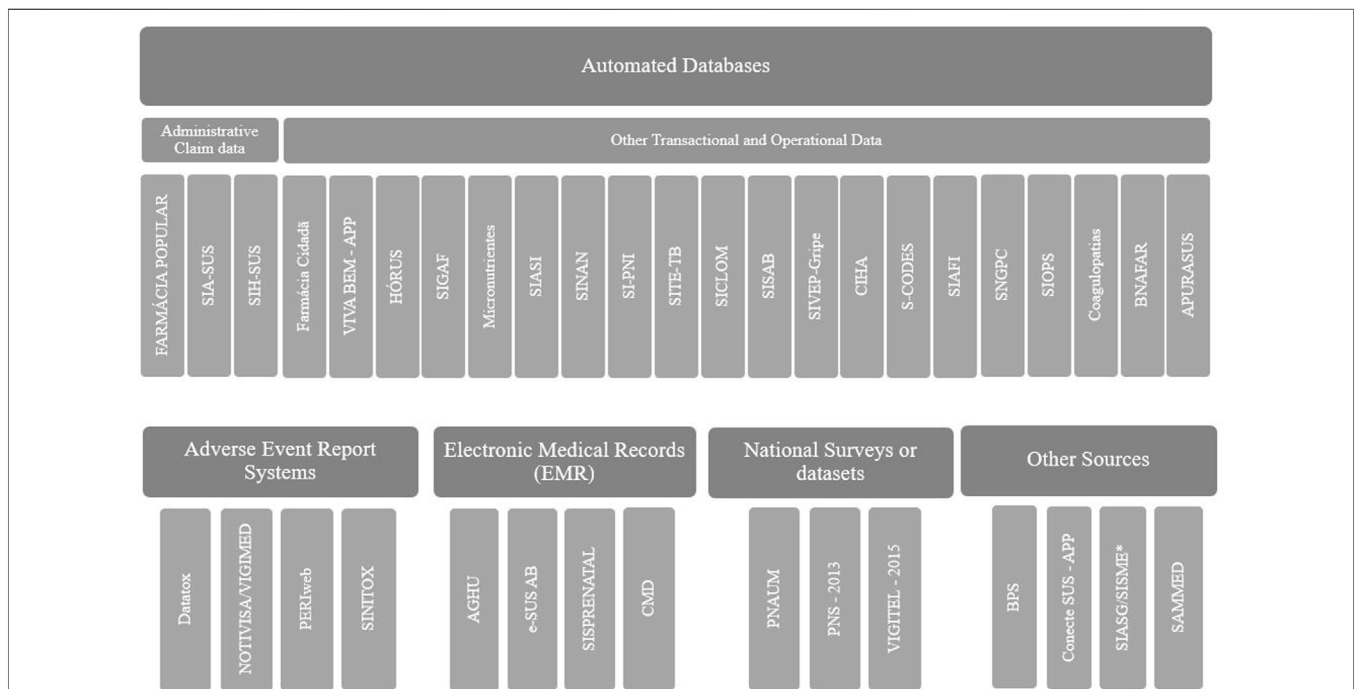 Automated Databases
Administrative
Claim data
Other Transactional and Operational Data
FARMÁCIA POPULAR
SIA-SUS
SIH-SUS
Farmácia Cidadã
VIVA BEM - APP
HÓRUS
SIGAF
Micronutrientes
SIASI
SINAN
SI-PNI
SITE-TB
SICLOM
SISAB
SIVEP-Gripe
CIHA
S-CODES
SIAFI
SNGPC
SIOPS
Coagulopatias
BNAFAR
APURASUS
Adverse Event Report
Systems
Electronic Medical Records
(EMR)
National Surveys or
datasets
Other Sources
Datatox
NOTIVISA/VIGIMED
PERIweb
SINITOX
AGHU
e-SUS AB
SISPRENATAL
CMD
PNAUM
PNS - 2013
VIGITEL - 2015
BPS
Conecte SUS - APP
SIASG/SISME*
SAMMED